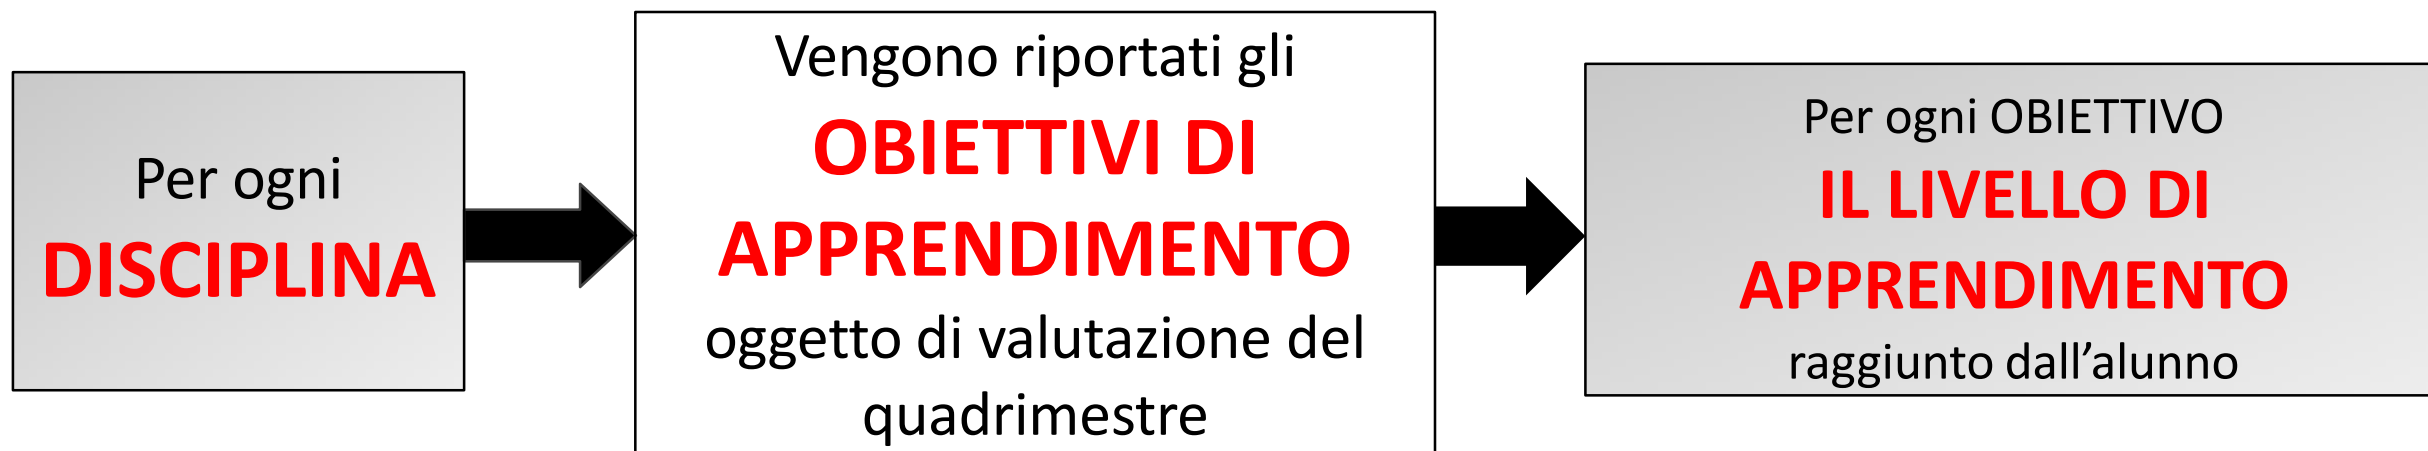 Per ogni
DISCIPLINA
Vengono riportati gli
OBIETTIVI DI
APPRENDIMENTO
oggetto di valutazione del
quadrimestre
Per ogni OBIETTIVO
IL LIVELLO DI
APPRENDIMENTO
raggiunto dall’alunno